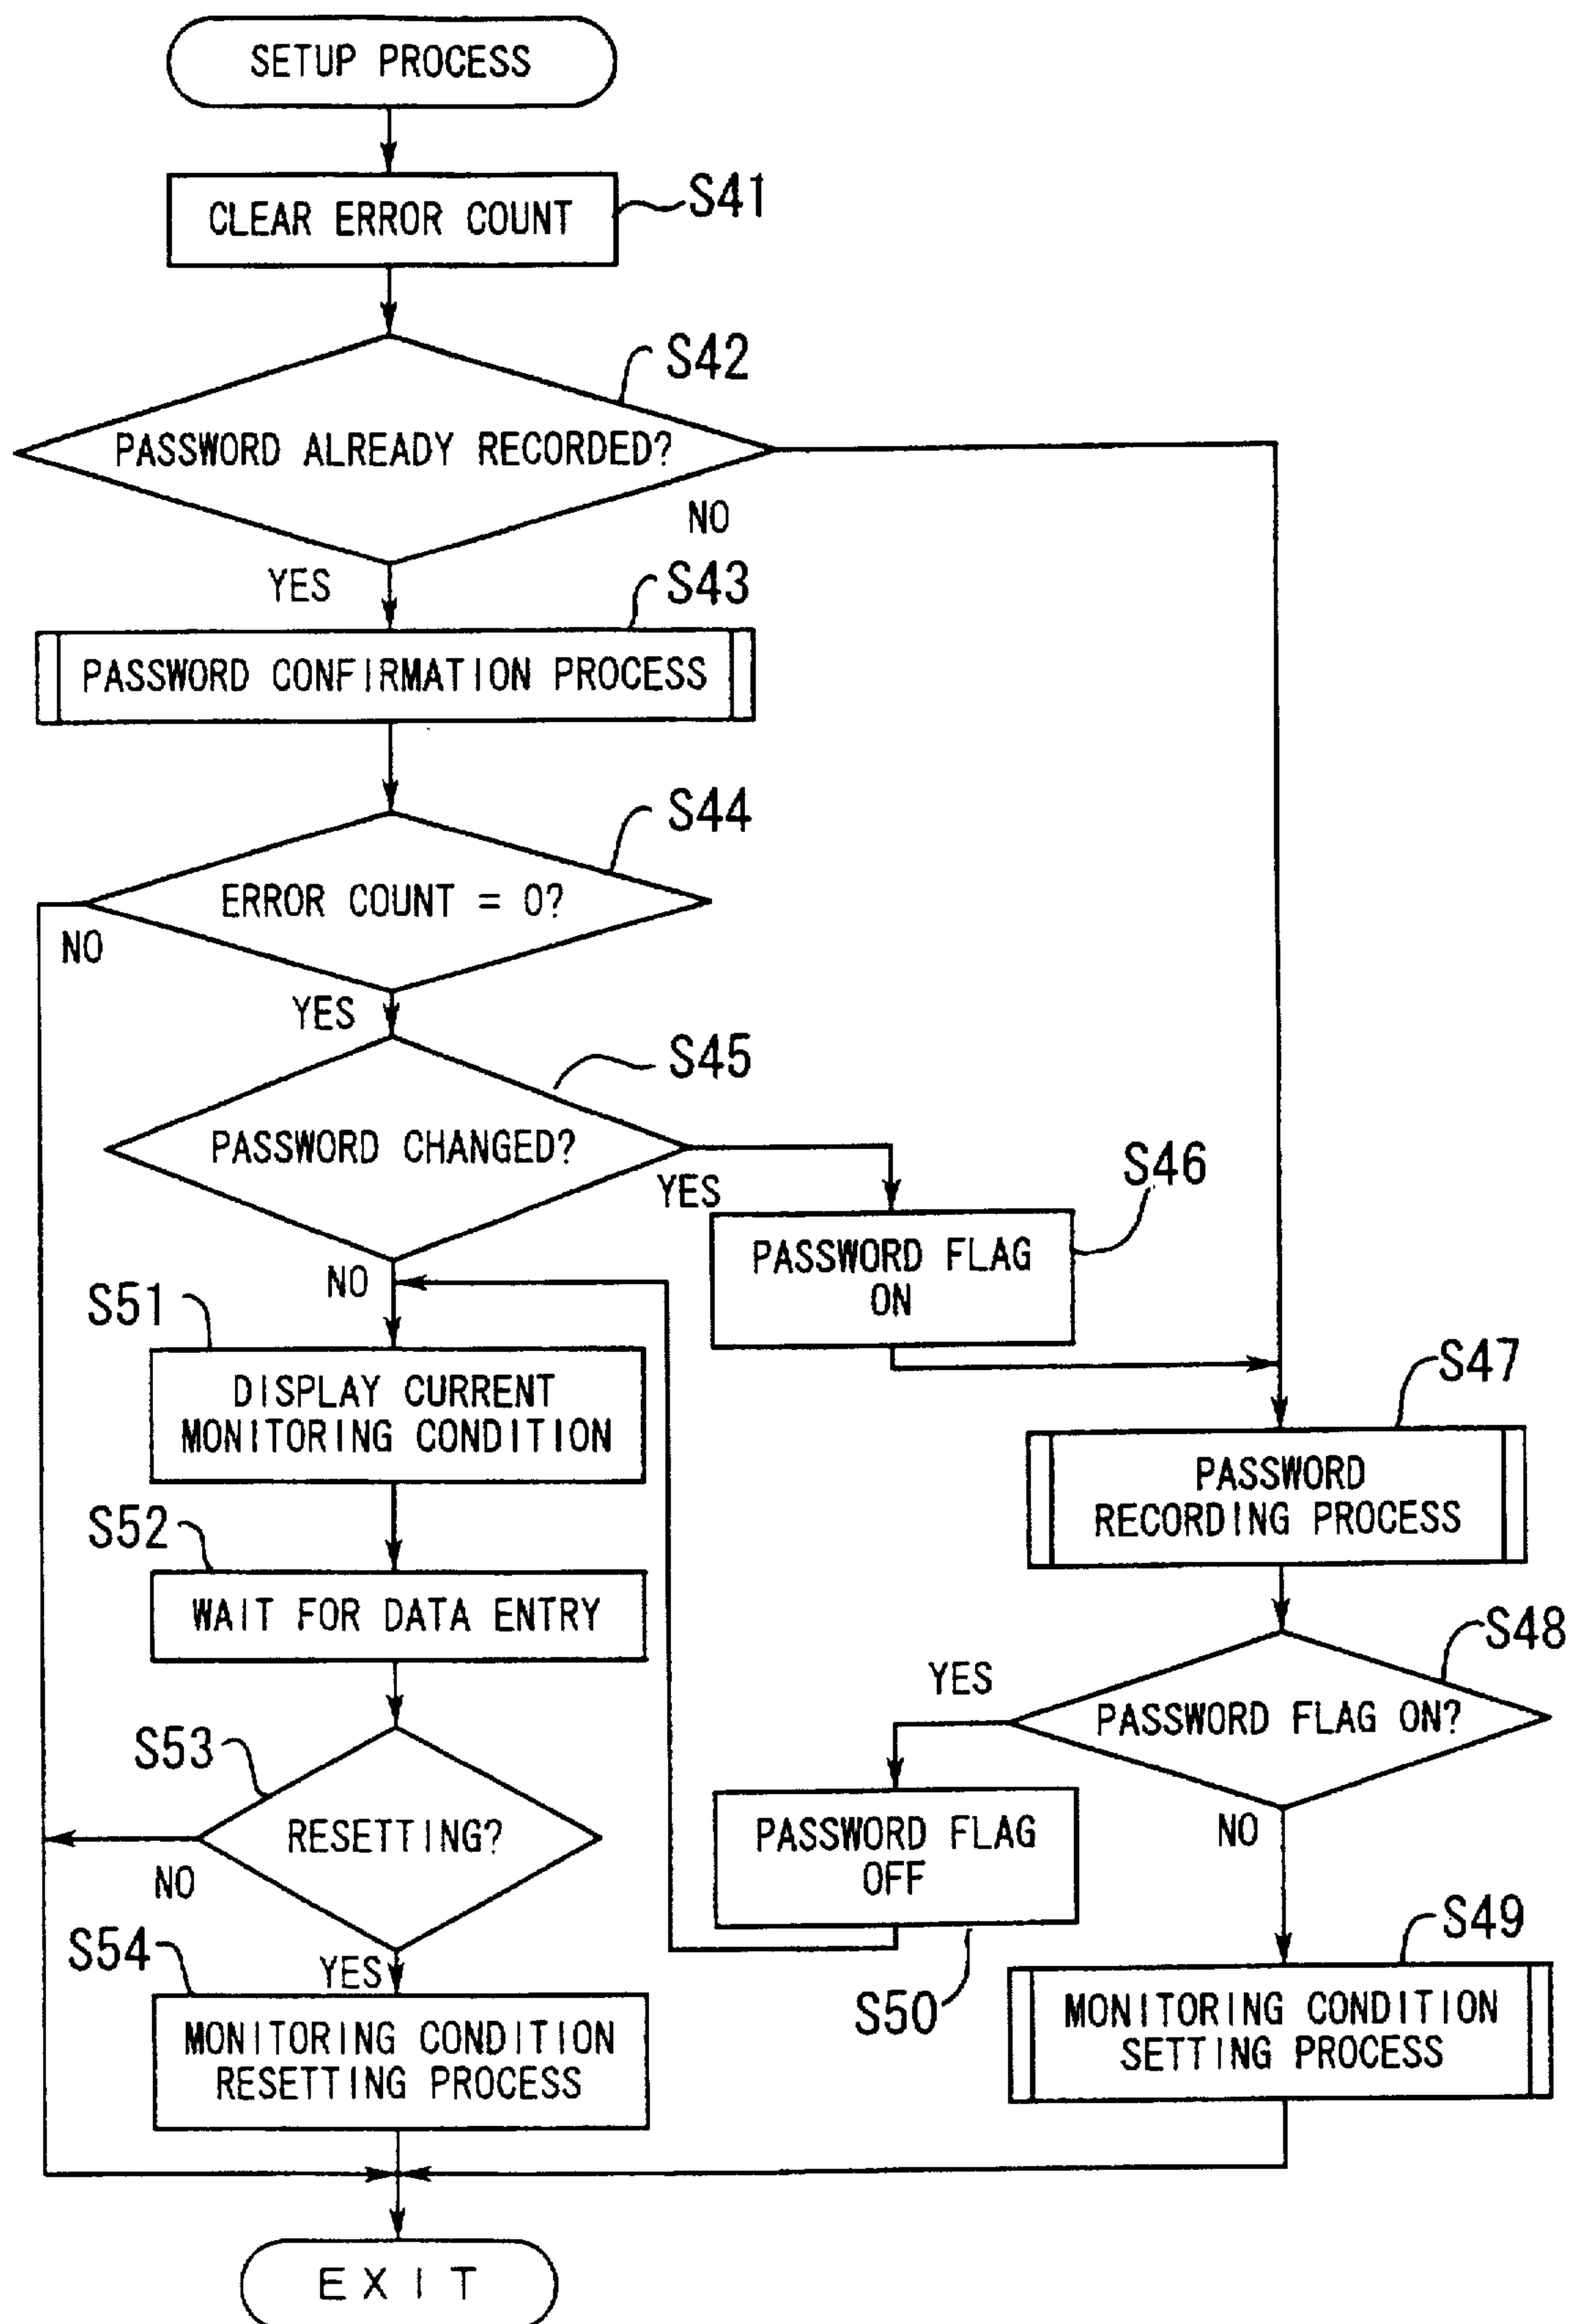 SETUP PROCESS
CLEAR ERROR COUNT
S41
S42
PASSWORD ALREADY RECORDED?
NO
YES
S43
PASSWORD CONFIRMATION PROCESS
S44
ERROR COUNT = 0?
NO
YES
S45
PASSWORD CHANGED?
YES
S46
PASSWORD FLAG
ON
NO
S51
DISPLAY CURRENT
MONITORING CONDITION
S47
PASSWORD
RECORDING PROCESS
S52
WAIT FOR DATA ENTRY
S48
YES
PASSWORD FLAG ON?
NO
S53
RESETTING?
NO
YES
PASSWORD FLAG
OFF
S50
S49
MONITORING CONDITION
SETTING PROCESS
S54
MONITORING CONDITION
RESETTING PROCESS
EXIT